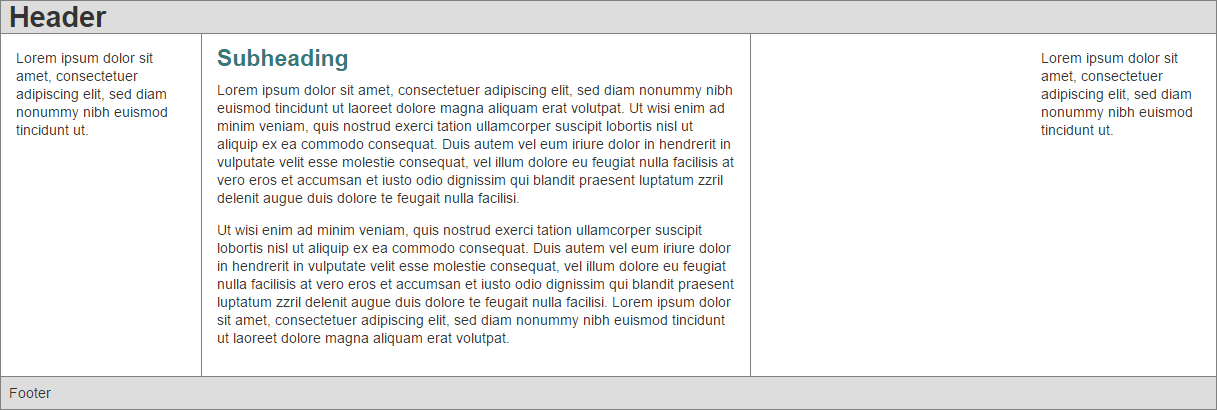 Header
Lorem ipsum dolor sit
amet, consectetuer
adipiscing elit, sed diam
nonummy nibh euismod
tincidunt ut.
Subheading
Lorem ipsum dolor sit amet, consectetuer adipiscing elit, sed diam nonummy nibh
euismod tincidunt ut laoreet dolore magna aliquam erat volutpat. Ut wisi enim ad
minim veniam, quis nostrud exerci tation ullamcorper suscipit lobortis nisl ut
aliquip ex ea commodo consequat. Duis autem vel eum iriure dolor in hendrerit in
vulputate velit esse molestie consequat, vel illum dolore eu feugiat nulla facilisis at
vero eros et accumsan et iusto odio dignissim qui blandit praesent luptatum zzril
delenit augue duis dolore te feugait nulla facilisi.
Ut wisi enim ad minim veniam, quis nostrud exerci tation ullamcorper suscipit
lobortis nisl ut aliquip ex ea commodo consequat. Duis autem vel eum iriure dolor
in hendrerit in vulputate velit esse molestie consequat, vel illum dolore eu feugiat
nulla facilisis at vero eros et accumsan et iusto odio dignissim qui blandit praesent
luptatum zzril delenit augue duis dolore te feugait nulla facilisi. Lorem ipsum dolor
sit amet, consectetuer adipiscing elit, sed diam nonummy nibh euismod tincidunt
ut laoreet dolore magna aliquam erat volutpat.
Lorem ipsum dolor sit
amet, consectetuer
adipiscing elit, sed diam
nonummy nibh euismod
tincidunt ut.
Footer